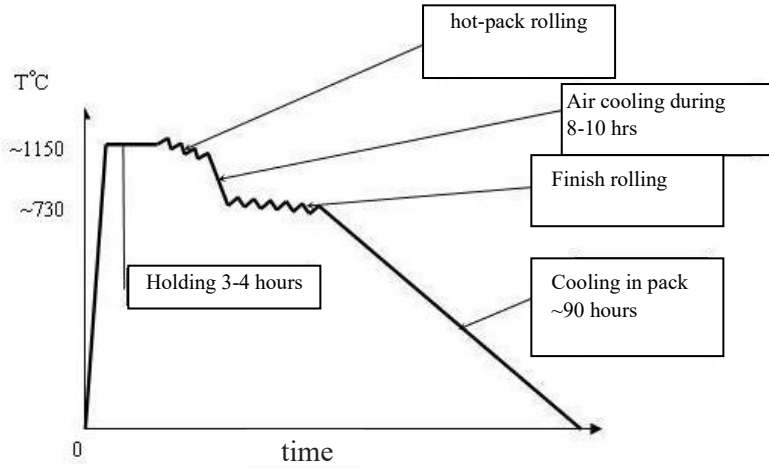 hot-pack rolling
T°C
Air cooling during
8-10 hrs
~1150
Finish rolling
~730
Holding 3-4 hours
Cooling in pack
~90 hours
0
time